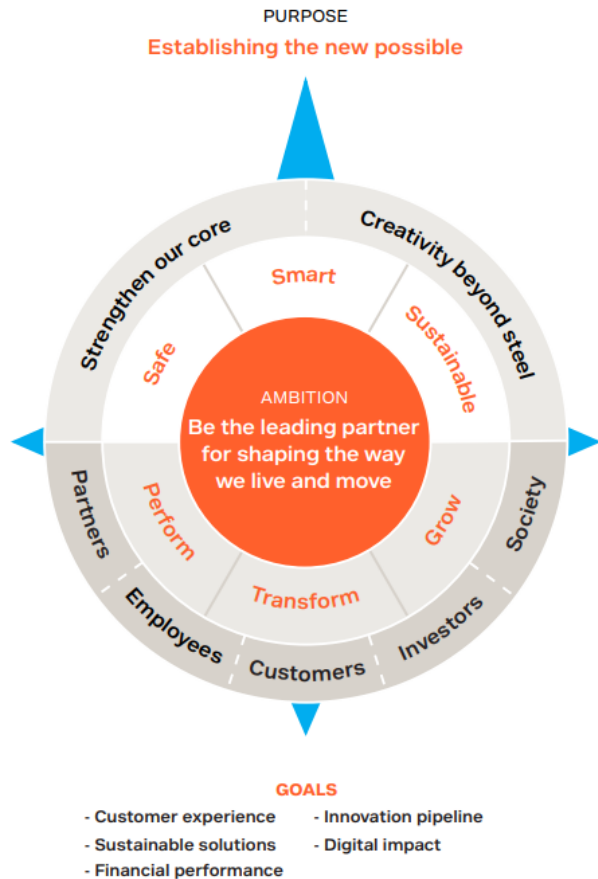 PURPOSE
Establishing the new possible
Strengthen our core
Creativity beyond steel
Safe
Smart
Sustainable
AMBITION
Be the leading partner
for shaping the way
we live and move
Perform
Transform
Grow
Partners
Employees
Customers
Investors
Society
GOALS
- Customer experience
- Sustainable solutions
- Financial performance
- Innovation pipeline
- Digital impact